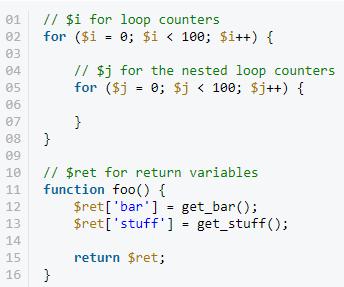 01 // $i for loop counters
02 for ($i = 0; $i < 100; $i++) {
03
04     // $j for the nested loop counters
05     for ($j = 0; $j < 100; $j++) {
06
07     }
08 }
09
10 // $ret for return variables
11 function foo() {
12     $ret['bar'] = get_bar();
13     $ret['stuff'] = get_stuff();
14
15     return $ret;
16 }